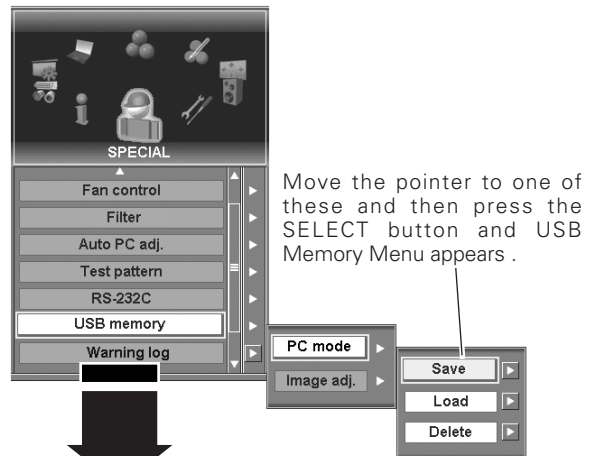 SPECIAL
Fan control
Filter
Auto PC adj.
Test pattern
RS-232C
USB memory
Warning log
Move the pointer to one of
these and then press the
SELECT button and USB
Memory Menu appears .
PC mode
Image adj.
Save
Load
Delete